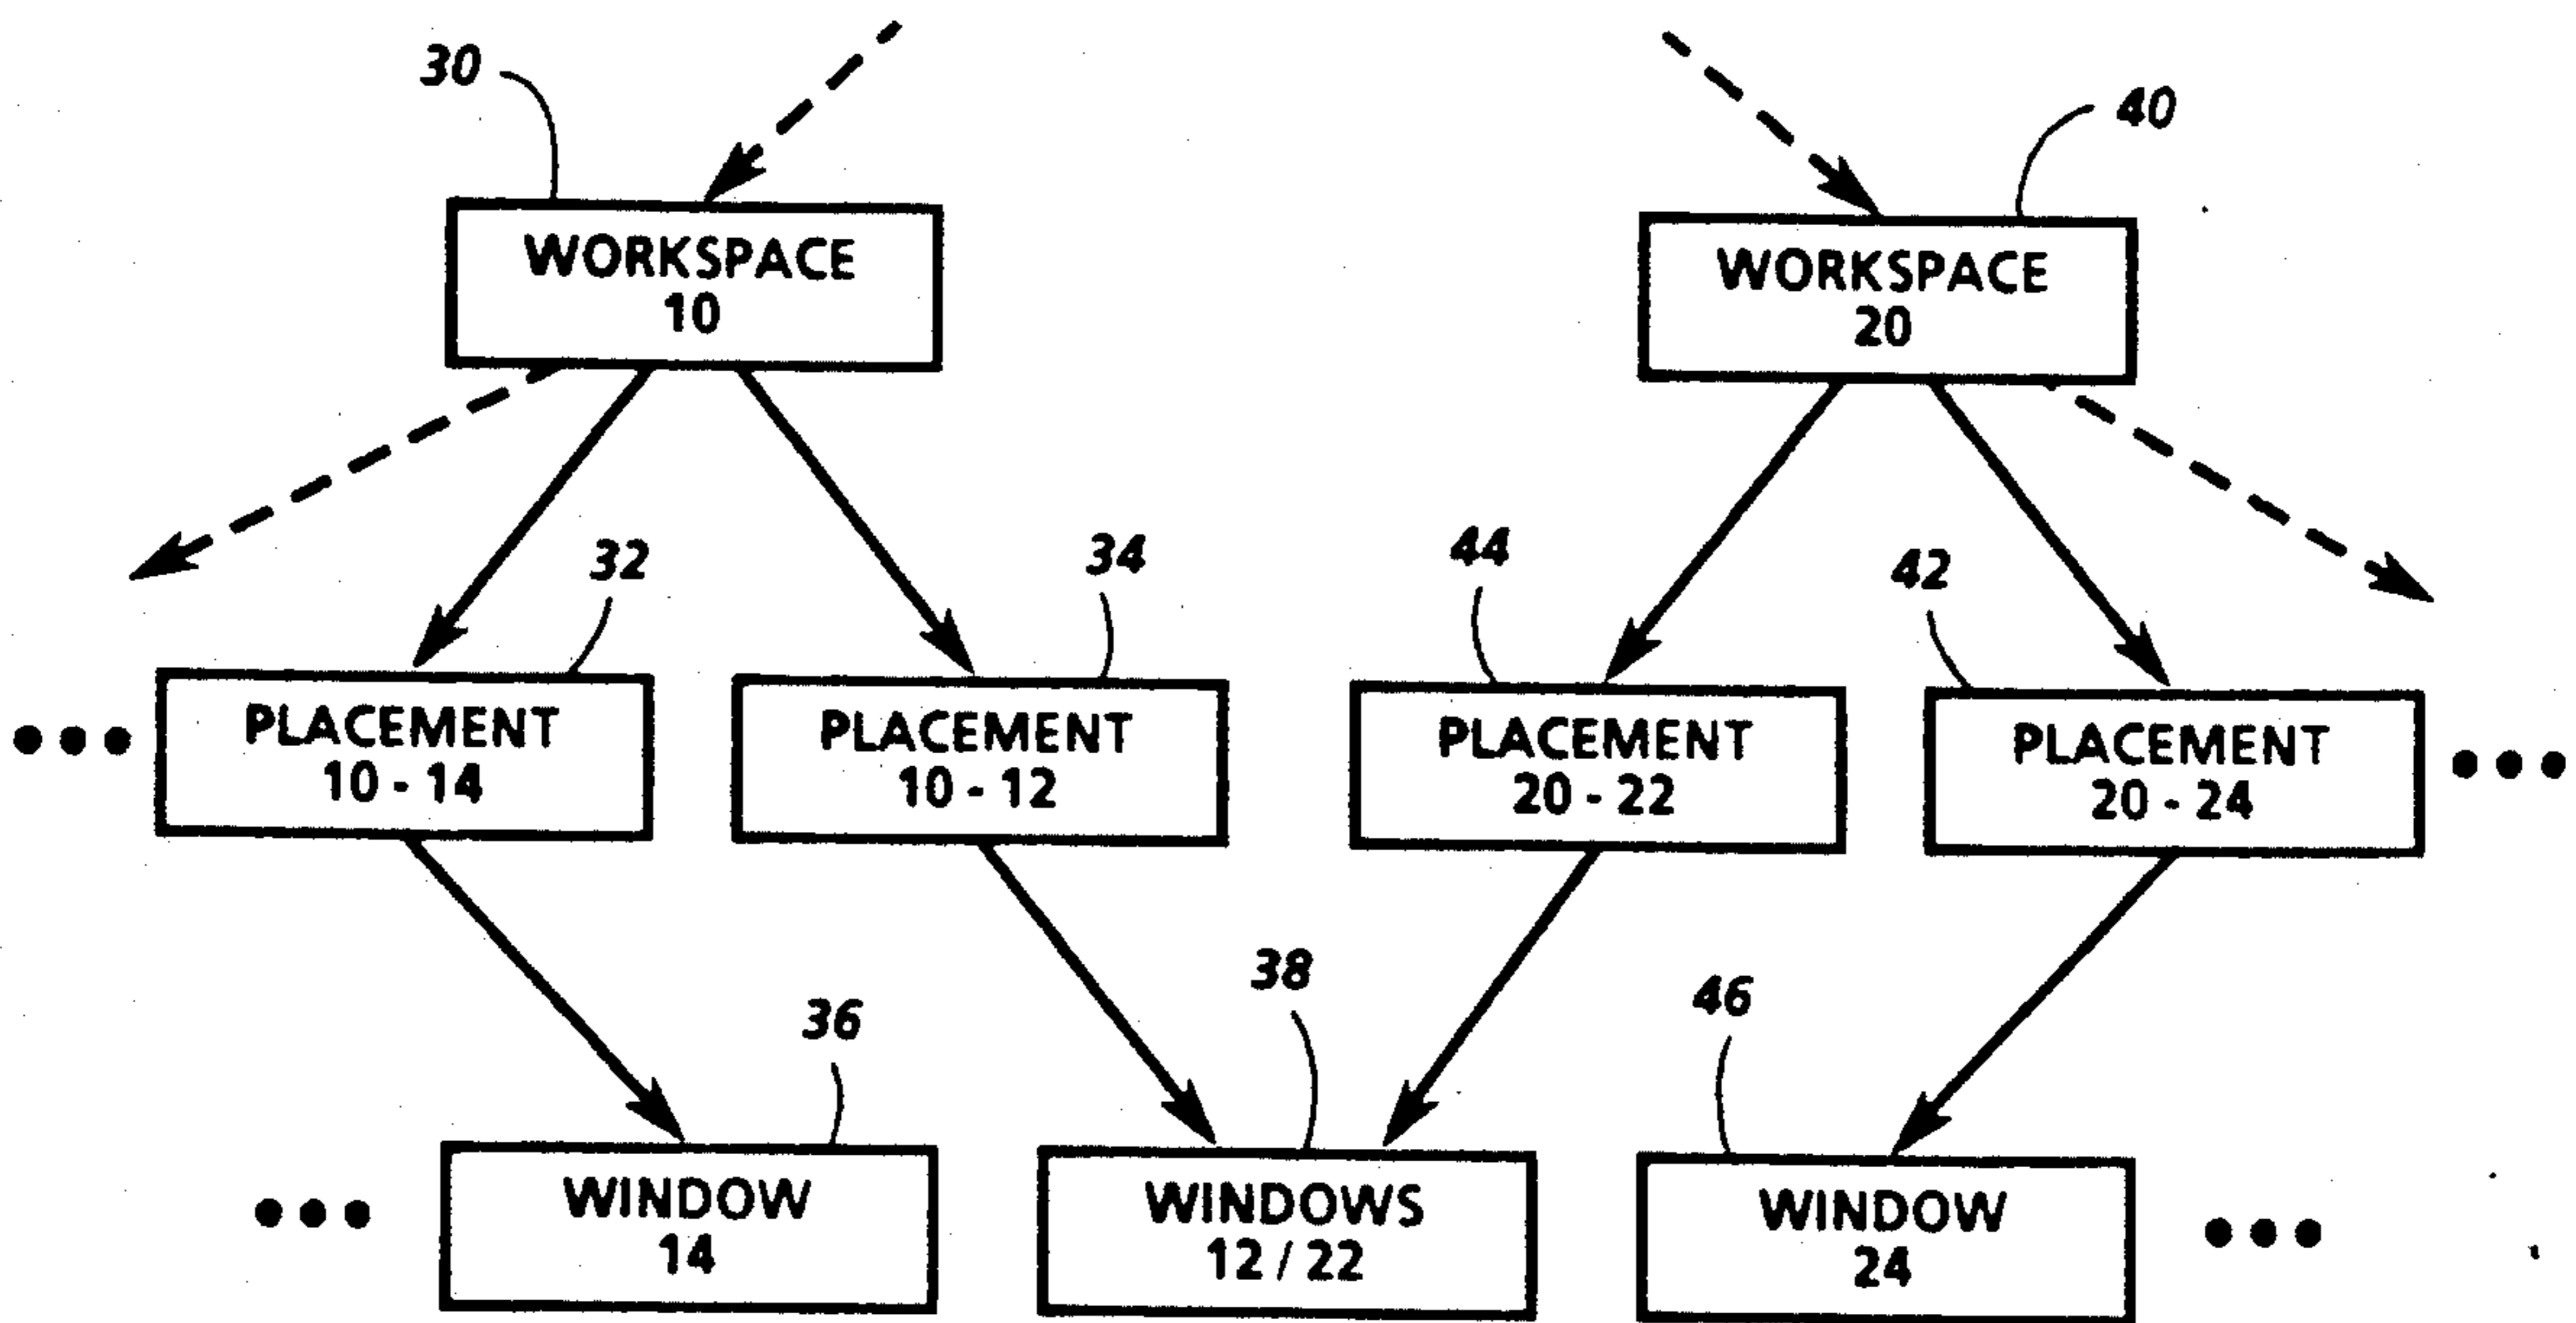 30
40
WORKSPACE
10
WORKSPACE
20
32
34
44
42
PLACEMENT
10 - 14
PLACEMENT
10 - 12
PLACEMENT
20 - 22
PLACEMENT
20 - 24
36
38
46
WINDOW
14
WINDOWS
12 / 22
WINDOW
24